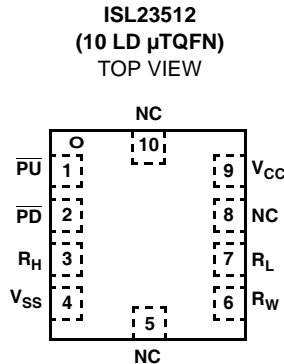 ISL23512
(10 LD µTQFN)
TOP VIEW
NC
O
10
PU 1 9 VCC
PD 2 8 NC
RH 3 7 RL
VSS 4 6 RW
5
NC